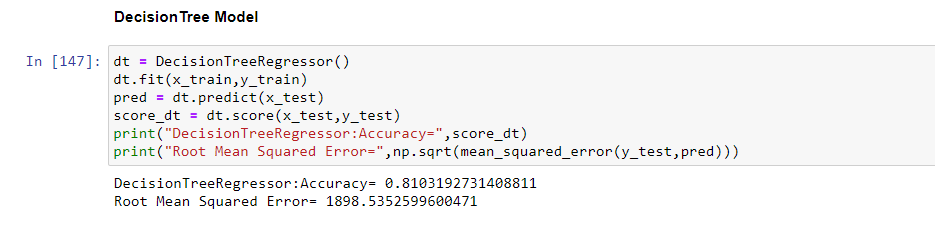 DecisionTree Model
In [147]: dt = DecisionTreeRegressor()
dt.fit(x_train,y_train)
pred = dt.predict(x_test)
score_dt = dt.score(x_test,y_test)
print("DecisionTreeRegressor:Accuracy=",score_dt)
print("Root Mean Squared Error=",np.sqrt(mean_squared_error(y_test,pred)))
DecisionTreeRegressor:Accuracy= 0.8103192731408811
Root Mean Squared Error= 1898.5352599600471